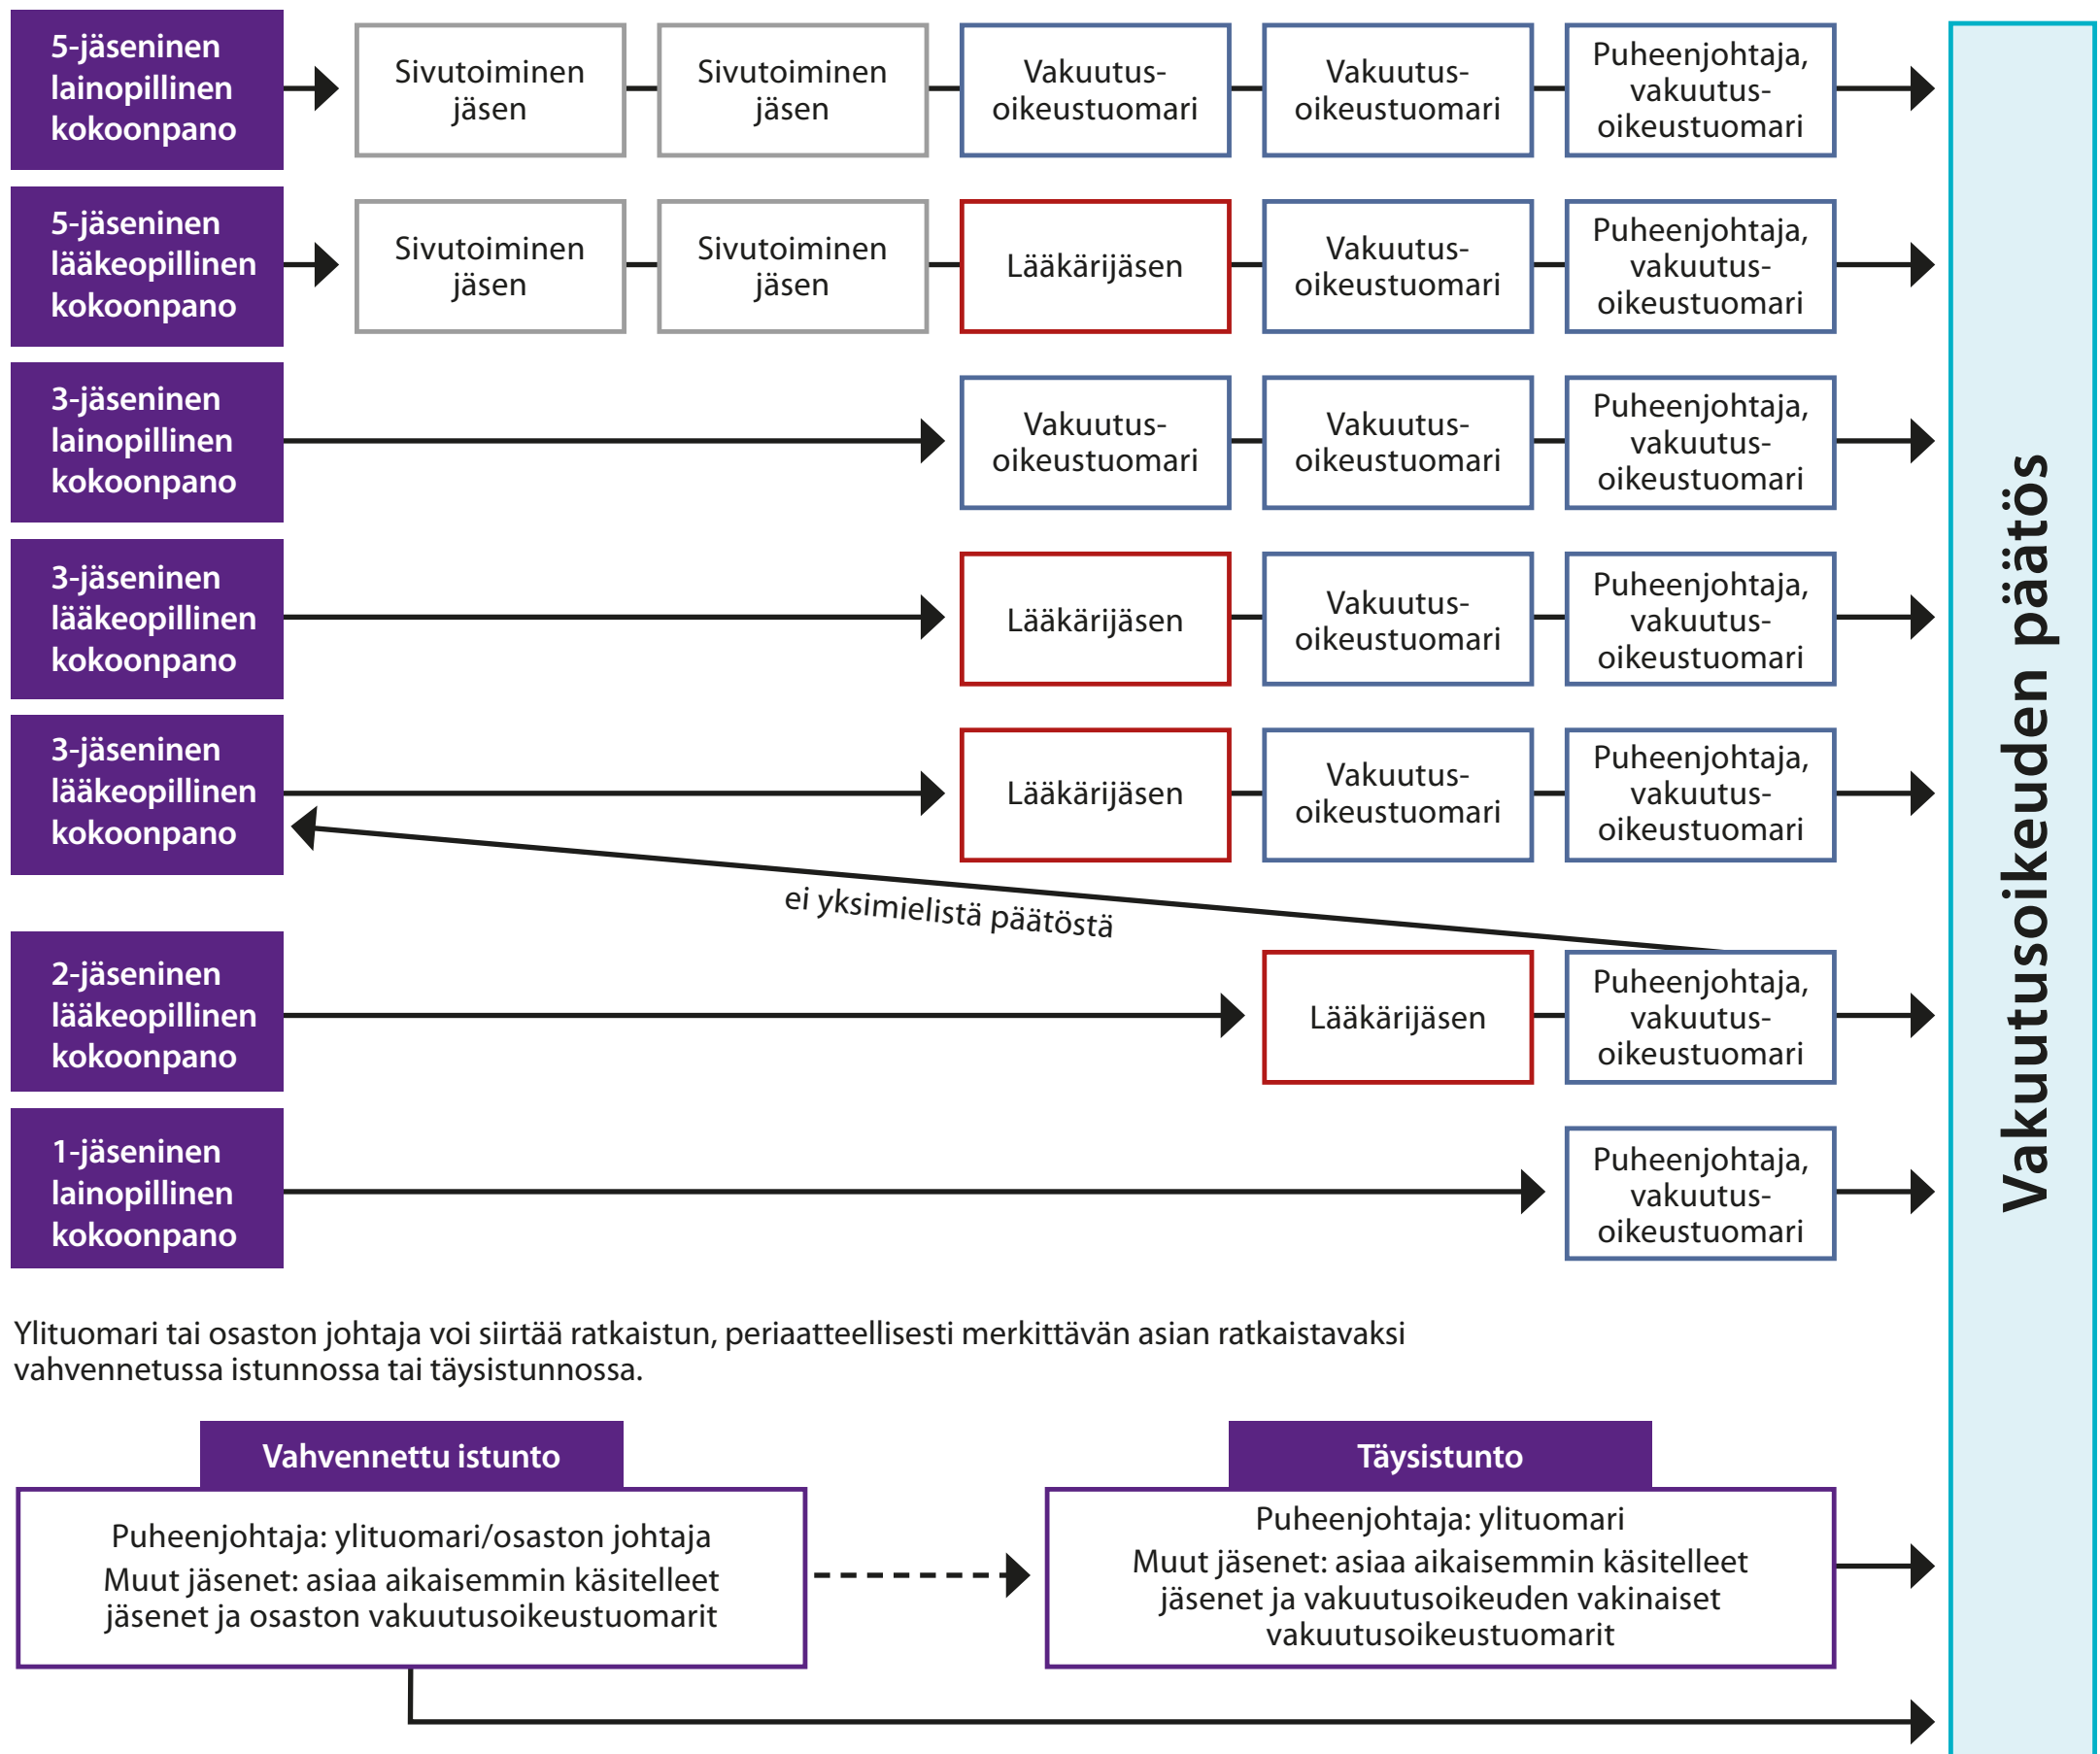 5-jäseninen
lainopillinen
kokoonpano
Sivutoiminen
jäsen
Sivutoiminen
jäsen
Vakuutus-
oikeustuomari
Vakuutus-
oikeustuomari
Puheenjohtaja,
vakuutus-
oikeustuomari
5-jäseninen
lääkeopillinen
kokoonpano
Sivutoiminen
jäsen
Sivutoiminen
jäsen
Lääkärijäsen
Vakuutus-
oikeustuomari
Puheenjohtaja,
vakuutus-
oikeustuomari
3-jäseninen
lainopillinen
kokoonpano
Vakuutus-
oikeustuomari
Vakuutus-
oikeustuomari
Puheenjohtaja,
vakuutus-
oikeustuomari
3-jäseninen
lääkeopillinen
kokoonpano
Lääkärijäsen
Vakuutus-
oikeustuomari
Puheenjohtaja,
vakuutus-
oikeustuomari
3-jäseninen
lääkeopillinen
kokoonpano
Lääkärijäsen
Vakuutus-
oikeustuomari
Puheenjohtaja,
vakuutus-
oikeustuomari
ei yksimielistä päätöstä
2-jäseninen
lääkeopillinen
kokoonpano
Lääkärijäsen
Puheenjohtaja,
vakuutus-
oikeustuomari
1-jäseninen
lainopillinen
kokoonpano
Puheenjohtaja,
vakuutus-
oikeustuomari
Vakuutusoikeuden päätös
Ylituomari tai osaston johtaja voi siirtää ratkaistun, periaatteellisesti merkittävän asian ratkaistavaksi
vahvennetussa istunnossa tai täysistunnossa.
Vahvennettu istunto
Puheenjohtaja: ylituomari/osaston johtaja
Muut jäsenet: asiaa aikaisemmin käsitelleet
jäsenet ja osaston vakuutusoikeustuomarit
Täysistunto
Puheenjohtaja: ylituomari
Muut jäsenet: asiaa aikaisemmin käsitelleet
jäsenet ja vakuutusoikeuden vakinaiset
vakuutusoikeustuomarit